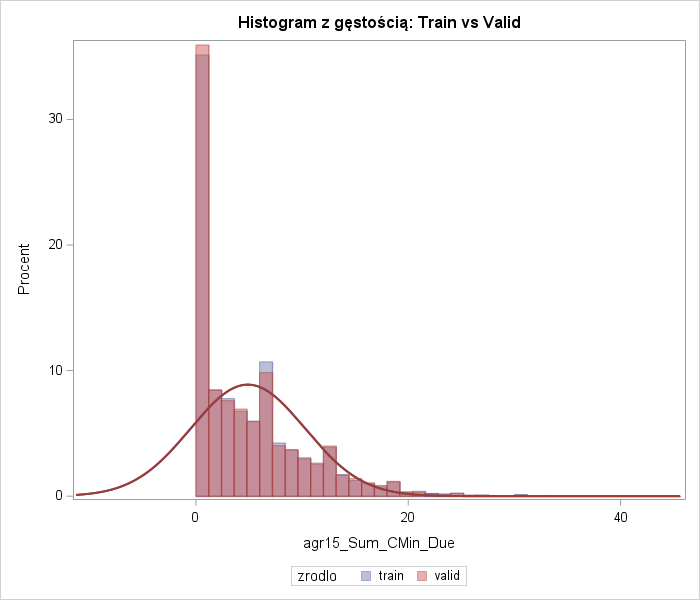 Histogram z gęstością: Train vs Valid
30
20
10
0
Procent
0 20 40
agr15_Sum_CMin_Due
zrodlo train valid